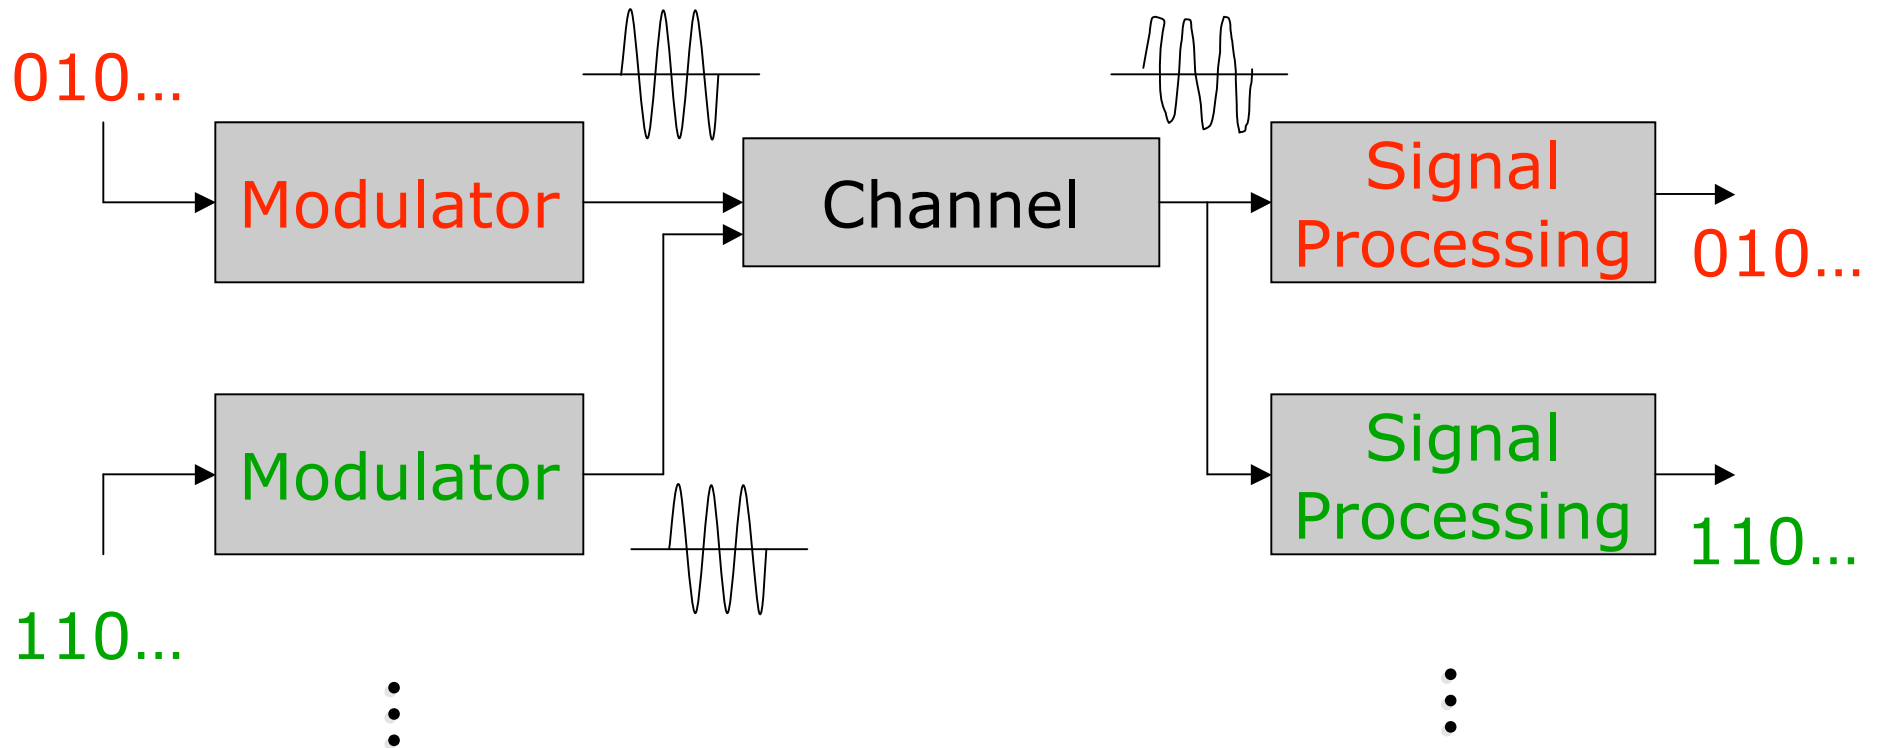 010...
Modulator
Channel
Signal
Processing
010...
Modulator
Signal
Processing
110...
110...